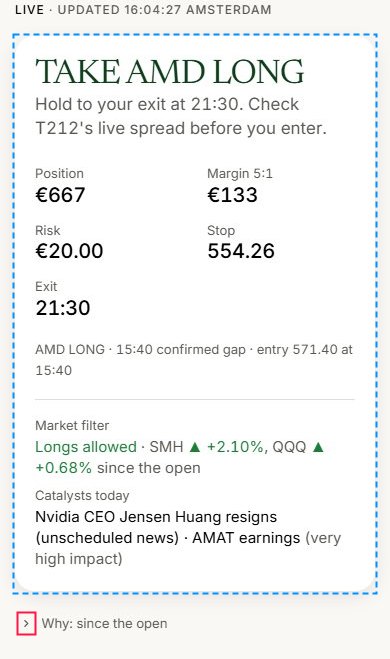 LIVE · UPDATED 16:04:27 AMSTERDAM
TAKE AMD LONG
Hold to your exit at 21:30. Check
T212's live spread before you enter.
Position
€667
Margin 5:1
€133
Risk
€20.00
Stop
554.26
Exit
21:30
AMD LONG · 15:40 confirmed gap · entry 571.40 at
15:40
Market filter
Longs allowed · SMH ▲ +2.10%, QQQ ▲
+0.68% since the open
Catalysts today
Nvidia CEO Jensen Huang resigns
(unscheduled news) · AMAT earnings (very
high impact)
› Why: since the open